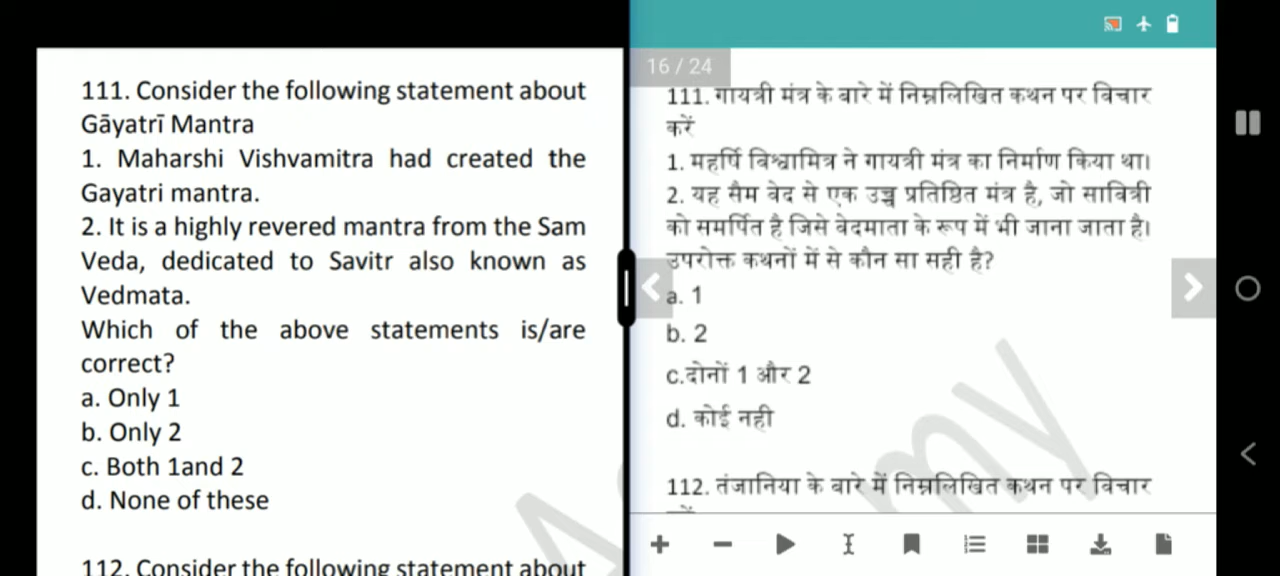 111. Consider the following statement about
Gāyatrī Mantra
1. Maharshi Vishvamitra had created the
Gayatri mantra.
2. It is a highly revered mantra from the Sam
Veda, dedicated to Savitr also known as
Vedmata.
Which of the above statements is/are
correct?
a. Only 1
b. Only 2
c. Both 1and 2
d. None of these
112. Consider the following statement about
16 / 24
111. गायत्री मंत्र के बारे में निम्नलिखित कथन पर विचार
करें
1. महर्षि विश्वामित्र ने गायत्री मंत्र का निर्माण किया था।
2. यह सैम वेद से एक उच्च प्रतिष्ठित मंत्र है, जो सावित्री
को समर्पित है जिसे वेदमाता के रूप में भी जाना जाता है।
उपरोक्त कथनों में से कौन सा सही है?
a. 1
b. 2
c.दोनों 1 और 2
d. कोई नही
112. तंजानिया के बारे में निम्नलिखित कथन पर विचार